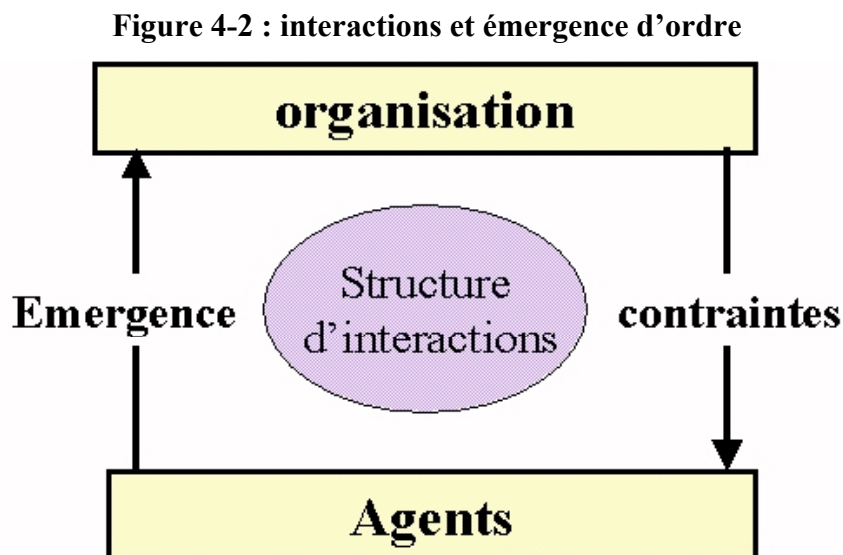 Figure 4-2 : interactions et émergence d’ordre
organisation
Emergence
Structure
d’interactions
contraintes
Agents